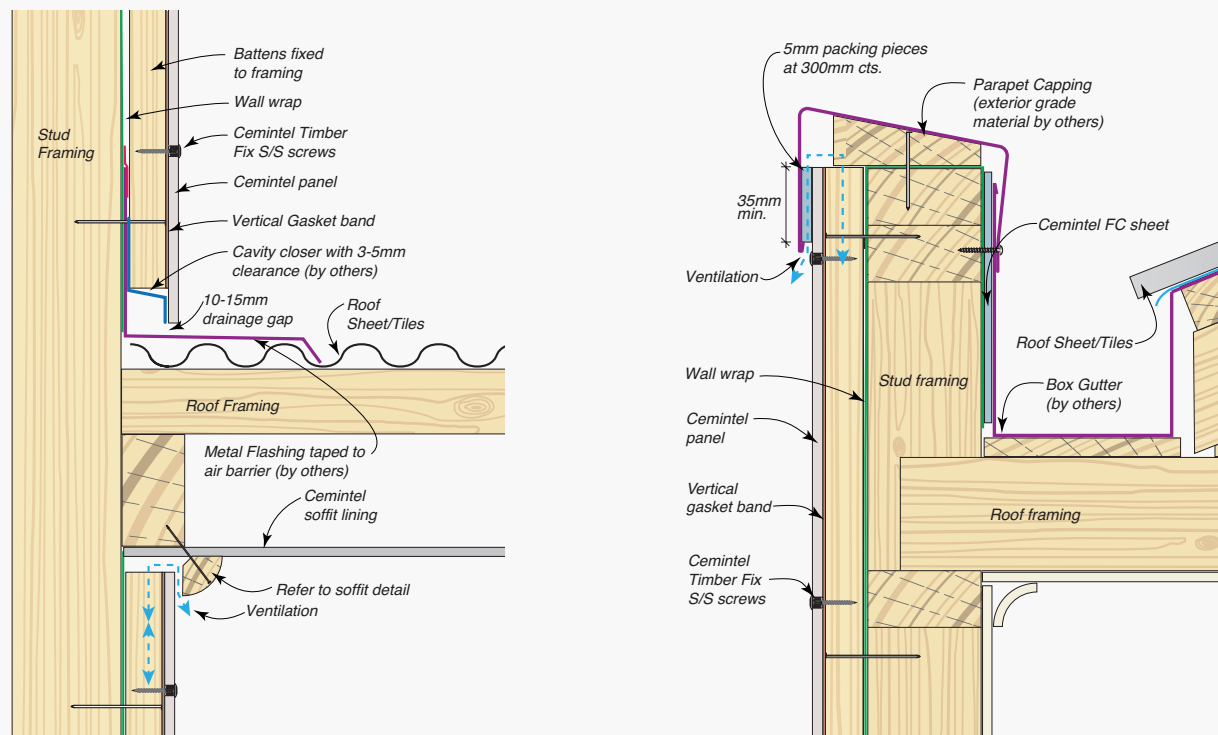 Battens fixed
to framing
Wall wrap
Stud
Framing
Cemintel Timber
Fix S/S screws
Cemintel panel
Vertical Gasket band
Cavity closer with 3-5mm
clearance (by others)
10-15mm
drainage gap
Roof
Sheet/Tiles
Roof Framing
Metal Flashing taped to
air barrier (by others)
Cemintel
soffit lining
Refer to soffit detail
Ventilation
5mm packing pieces
at 300mm cts.
Parapet Capping
(exterior grade
material by others)
35mm
min.
Cemintel FC sheet
Ventilation
Roof Sheet/Tiles
Wall wrap
Stud framing
Box Gutter
(by others)
Cemintel
panel
Vertical
gasket band
Roof framing
Cemintel
Timber Fix
S/S screws